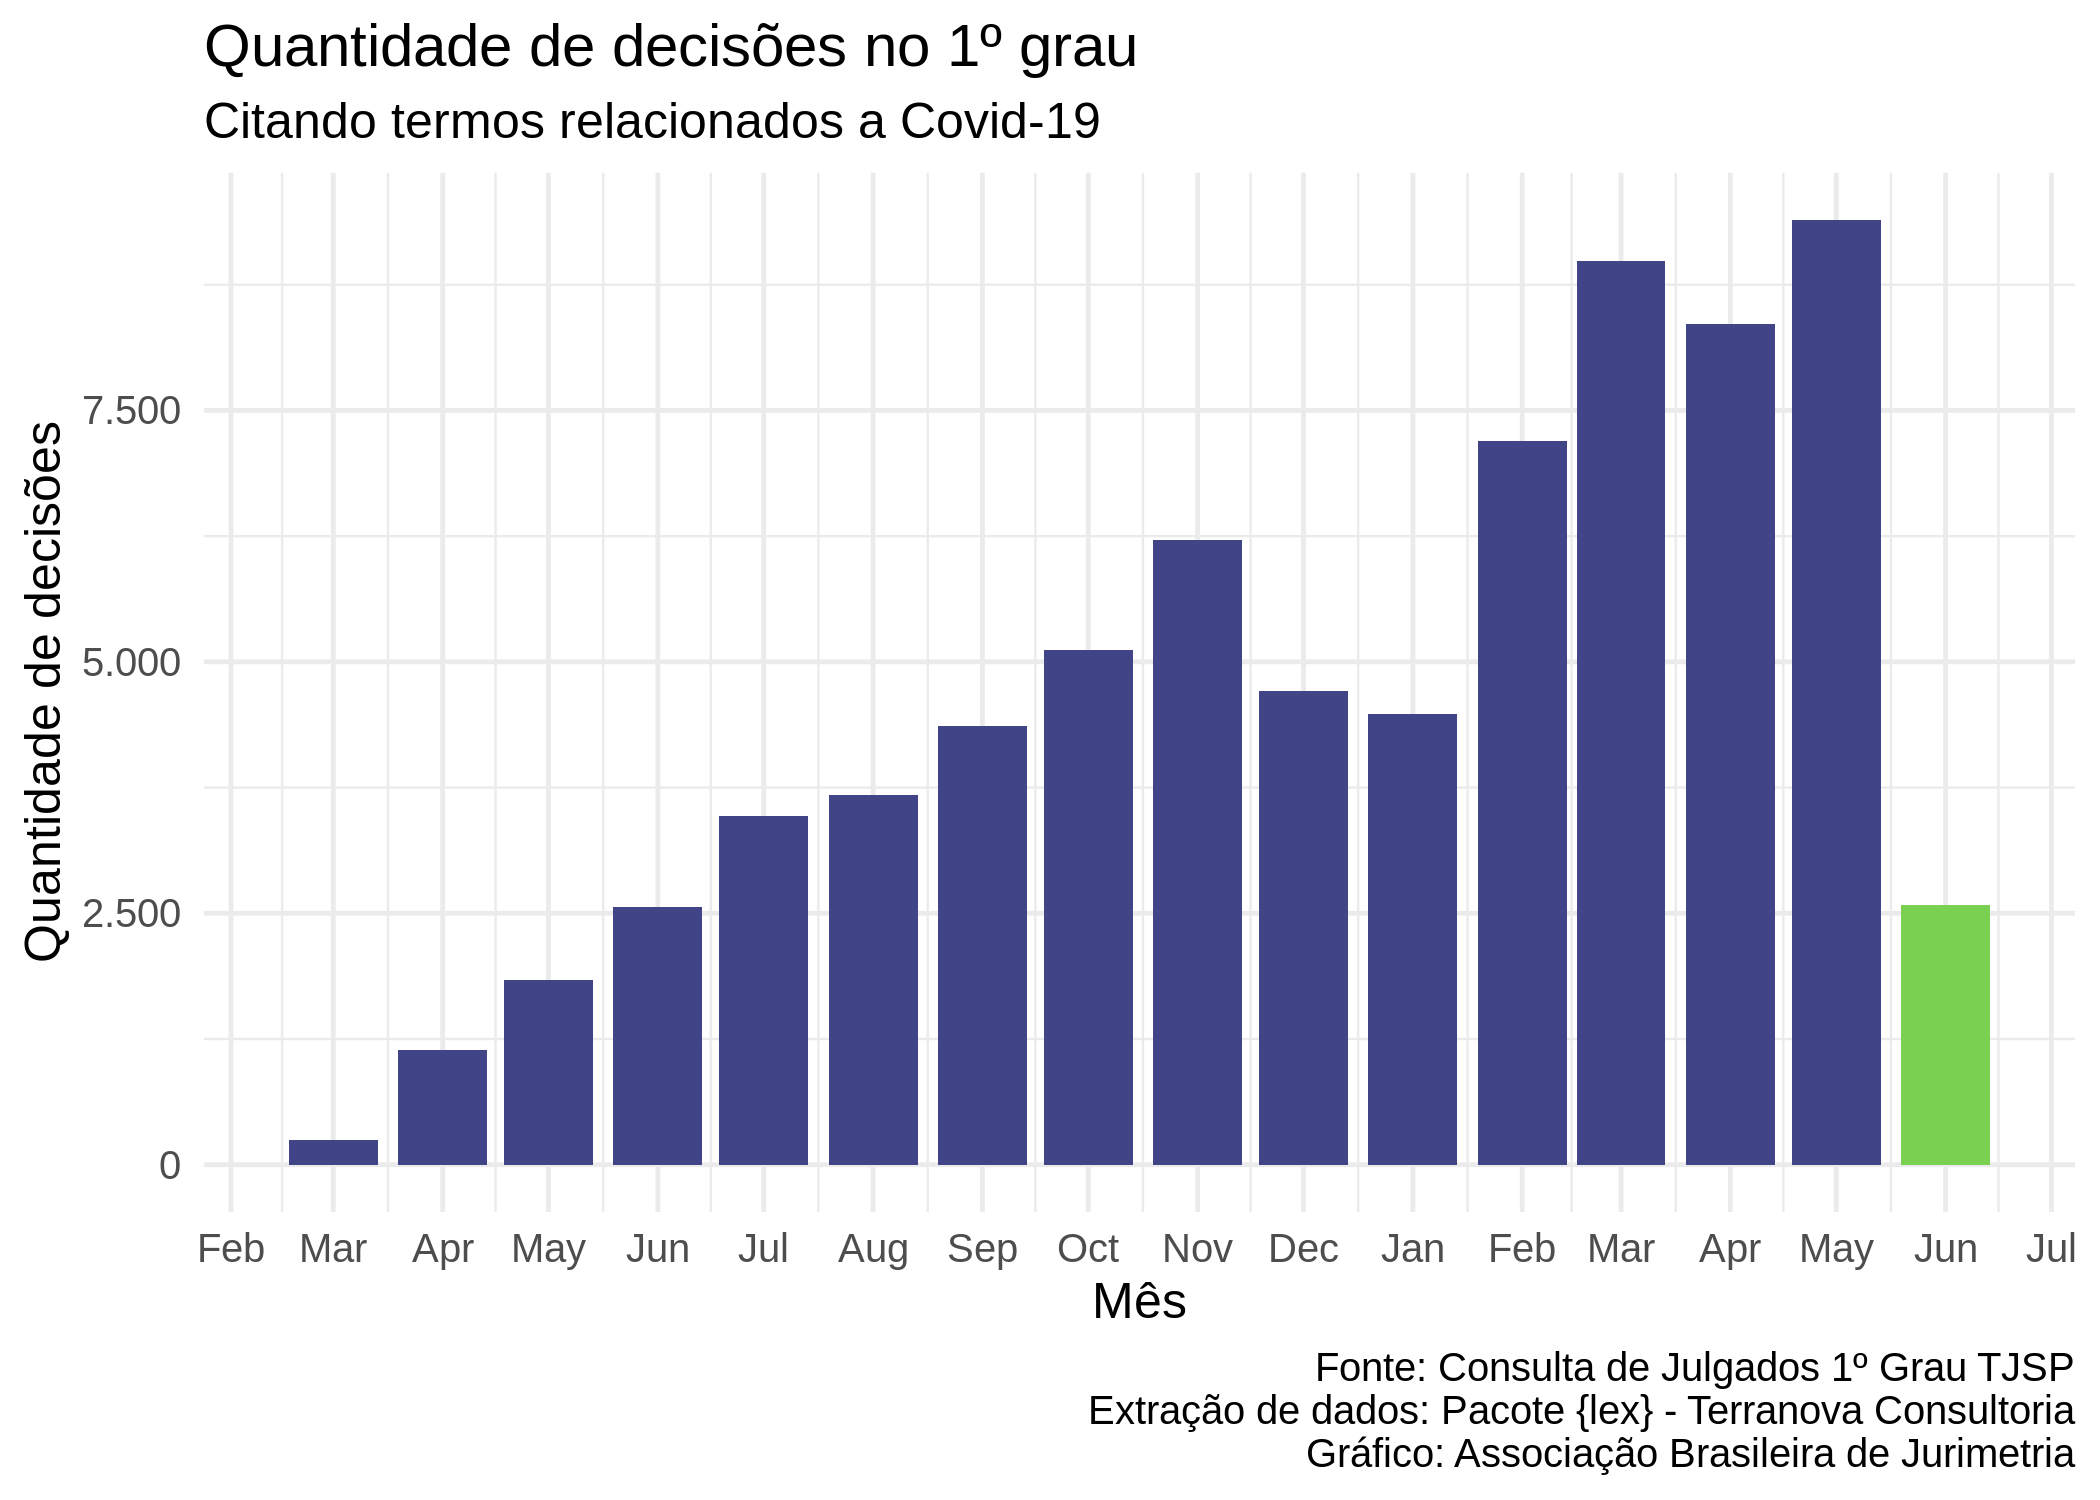 Quantidade de decisões no 1º grau
Citando termos relacionados a Covid-19
Quantidade de decisões
7.500
5.000
2.500
0
Feb Mar Apr May Jun Jul Aug Sep Oct Nov Dec Jan Feb Mar Apr May Jun Jul
Mês
Fonte: Consulta de Julgados 1º Grau TJSP
Extração de dados: Pacote {lex} - Terranova Consultoria
Gráfico: Associação Brasileira de Jurimetria